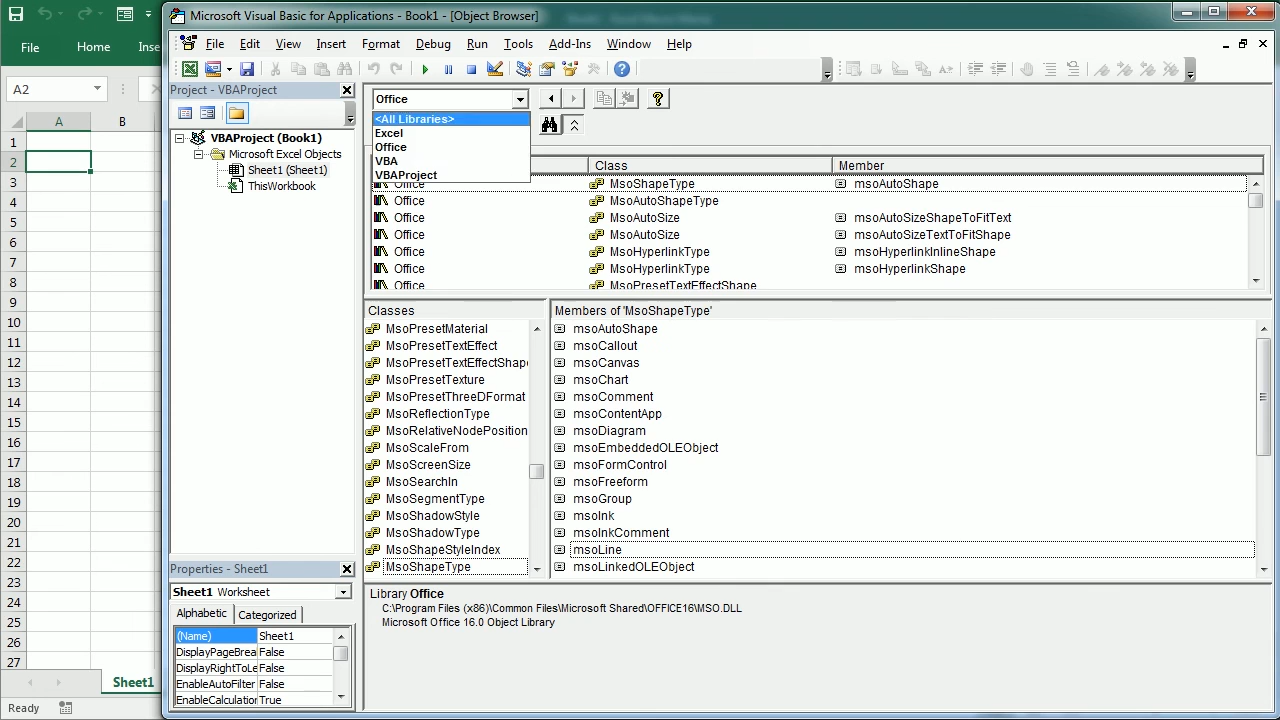 Microsoft Visual Basic for Applications - Book1 - [Object Browser]
File Home Inse
File Edit View Insert Format Debug Run Tools Add-Ins Window Help
A2
Project - VBAProject
VBAProject (Book1)
Microsoft Excel Objects
Sheet1 (Sheet1)
ThisWorkbook
Office
<All Libraries>
Excel
Office
VBA
VBAProject
Class Member
Office MsoShapeType msoAutoShape
Office MsoAutoShapeType
Office MsoAutoSize msoAutoSizeShapeToFitText
Office MsoAutoSize msoAutoSizeTextToFitShape
Office MsoHyperlinkType msoHyperlinkInlineShape
Office MsoHyperlinkType msoHyperlinkShape
Office MsoPresetTextEffectShape
Classes
MsoPresetMaterial
MsoPresetTextEffect
MsoPresetTextEffectShape
MsoPresetTexture
MsoPresetThreeDFormat
MsoReflectionType
MsoRelativeNodePosition
MsoScaleFrom
MsoScreenSize
MsoSearchIn
MsoSegmentType
MsoShadowStyle
MsoShadowType
MsoShapeStyleIndex
MsoShapeType
Members of 'MsoShapeType'
msoAutoShape
msoCallout
msoCanvas
msoChart
msoComment
msoContentApp
msoDiagram
msoEmbeddedOLEObject
msoFormControl
msoFreeform
msoGroup
msoInk
msoInkComment
msoLine
msoLinkedOLEObject
Library Office
C:\Program Files (x86)\Common Files\Microsoft Shared\OFFICE16\MSO.DLL
Microsoft Office 16.0 Object Library
Properties - Sheet1
Sheet1 Worksheet
Alphabetic Categorized
(Name) Sheet1
DisplayPageBrea False
DisplayRightToLe False
EnableAutoFilter False
EnableCalculation True
A B
1
2
3
4
5
6
7
8
9
10
11
12
13
14
15
16
17
18
19
20
21
22
23
24
25
26
27
Sheet1
Ready